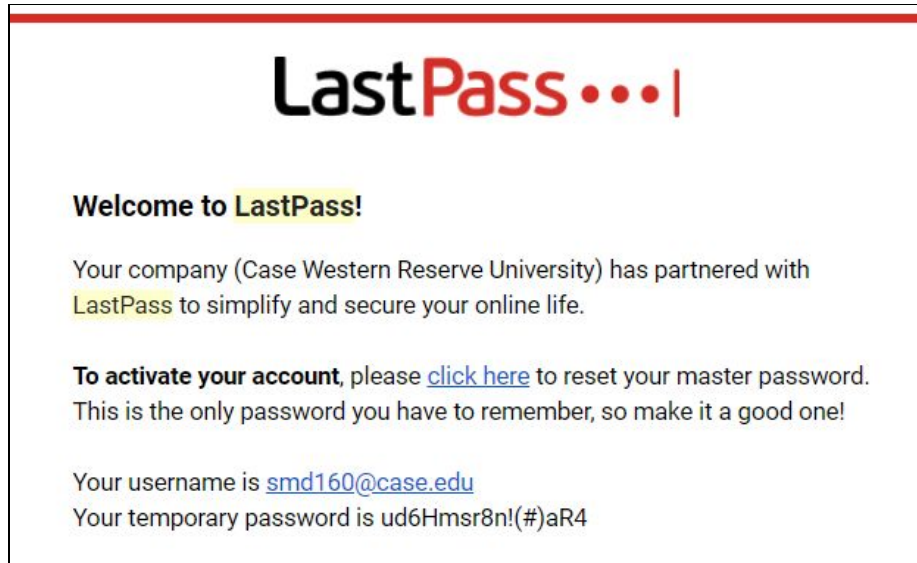 LastPass •••|
Welcome to LastPass!
Your company (Case Western Reserve University) has partnered with
LastPass to simplify and secure your online life.
To activate your account, please click here to reset your master password.
This is the only password you have to remember, so make it a good one!
Your username is smd160@case.edu
Your temporary password is ud6Hmsr8n!(#)aR4